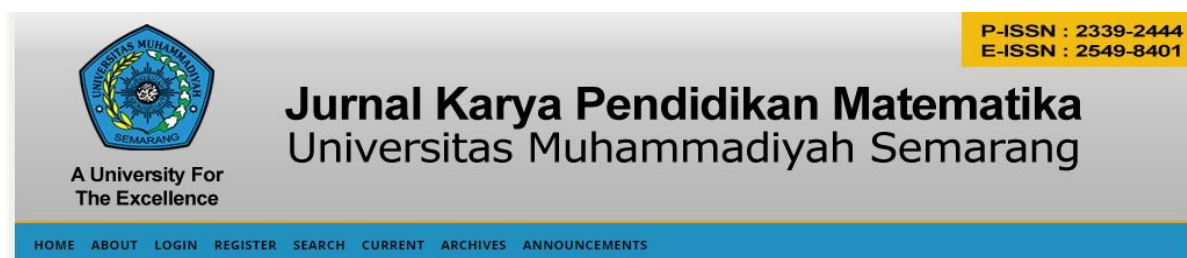 P-ISSN : 2339-2444
E-ISSN : 2549-8401
UNIVERSITAS MUHAMMADIYAH
SEMARANG
Jurnal Karya Pendidikan Matematika
Universitas Muhammadiyah Semarang
A University For
The Excellence
HOME ABOUT LOGIN REGISTER SEARCH CURRENT ARCHIVES ANNOUNCEMENTS